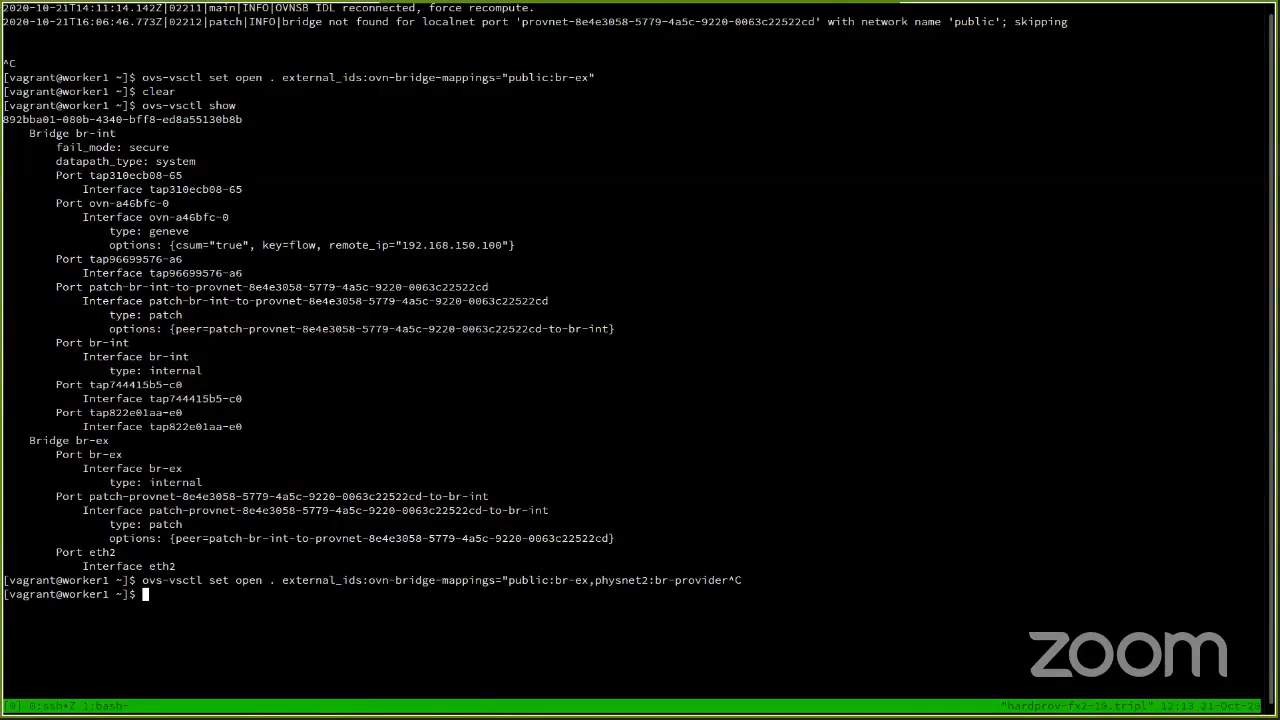 2020-10-21T14:11:14.142Z|02211|main|INFO|OVNSB IDL reconnected, force recompute.
2020-10-21T16:06:46.773Z|02212|patch|INFO|bridge not found for localnet port 'provnet-8e4e3058-5779-4a5c-9220-0063c22522cd' with network name 'public'; skipping
^C
[vagrant@worker1 ~]$ ovs-vsctl set open . external_ids:ovn-bridge-mappings="public:br-ex"
[vagrant@worker1 ~]$ clear
[vagrant@worker1 ~]$ ovs-vsctl show
892bba01-080b-4340-bff8-ed8a55130b8b
Bridge br-int
fail_mode: secure
datapath_type: system
Port tap310ecb08-65
Interface tap310ecb08-65
Port ovn-a46bfc-0
Interface ovn-a46bfc-0
type: geneve
options: {csum="true", key=flow, remote_ip="192.168.150.100"}
Port tap96699576-a6
Interface tap96699576-a6
Port patch-br-int-to-provnet-8e4e3058-5779-4a5c-9220-0063c22522cd
Interface patch-br-int-to-provnet-8e4e3058-5779-4a5c-9220-0063c22522cd
type: patch
options: {peer=patch-provnet-8e4e3058-5779-4a5c-9220-0063c22522cd-to-br-int}
Port br-int
Interface br-int
type: internal
Port tap744415b5-c0
Interface tap744415b5-c0
Port tap822e01aa-e0
Interface tap822e01aa-e0
Bridge br-ex
Port br-ex
Interface br-ex
type: internal
Port patch-provnet-8e4e3058-5779-4a5c-9220-0063c22522cd-to-br-int
Interface patch-provnet-8e4e3058-5779-4a5c-9220-0063c22522cd-to-br-int
type: patch
options: {peer=patch-br-int-to-provnet-8e4e3058-5779-4a5c-9220-0063c22522cd}
Port eth2
Interface eth2
[vagrant@worker1 ~]$ ovs-vsctl set open . external_ids:ovn-bridge-mappings="public:br-ex,physnet2:br-provider^C
[vagrant@worker1 ~]$
zoom
[0] 0:ssh*Z 1:bash- "hardprov-fx2-19.tripl" 12:13 21-Oct-20